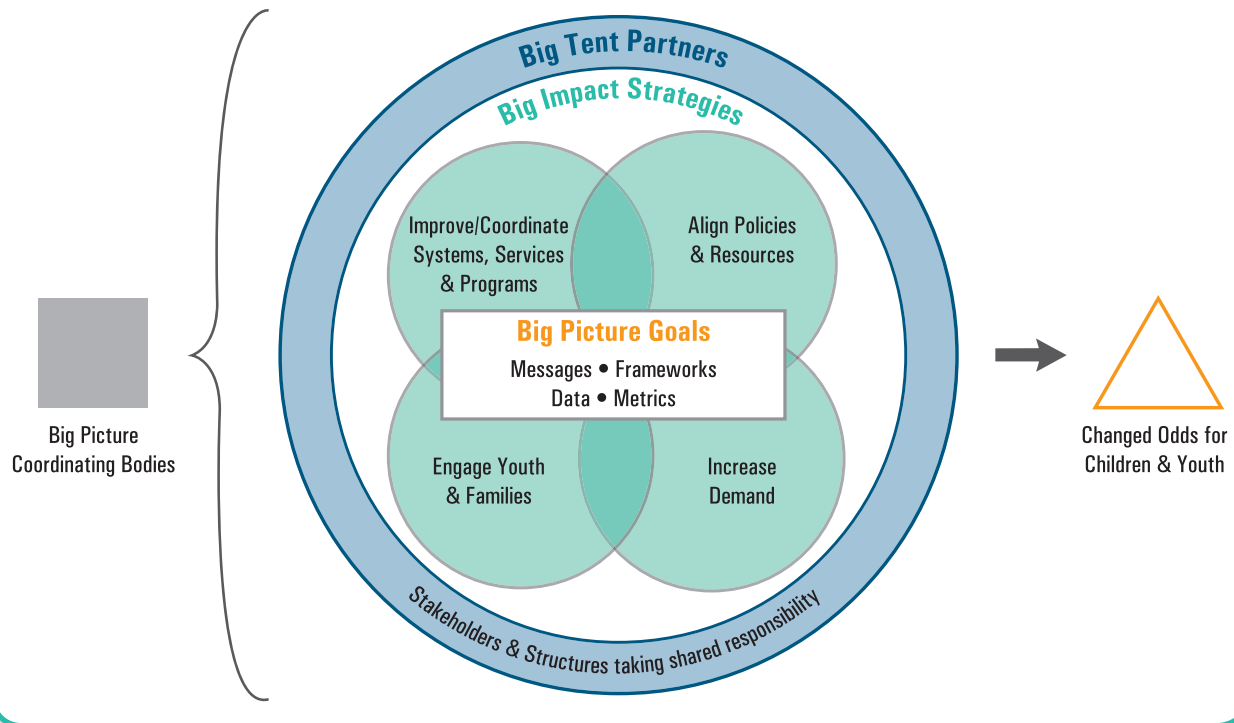 Big Tent Partners
Big Impact Strategies
Improve/Coordinate
Systems, Services
& Programs
Align Policies
& Resources
Big Picture Goals
Messages • Frameworks
Data • Metrics
Engage Youth
& Families
Increase
Demand
Stakeholders & Structures taking shared responsibility
Big Picture
Coordinating Bodies
Changed Odds for
Children & Youth